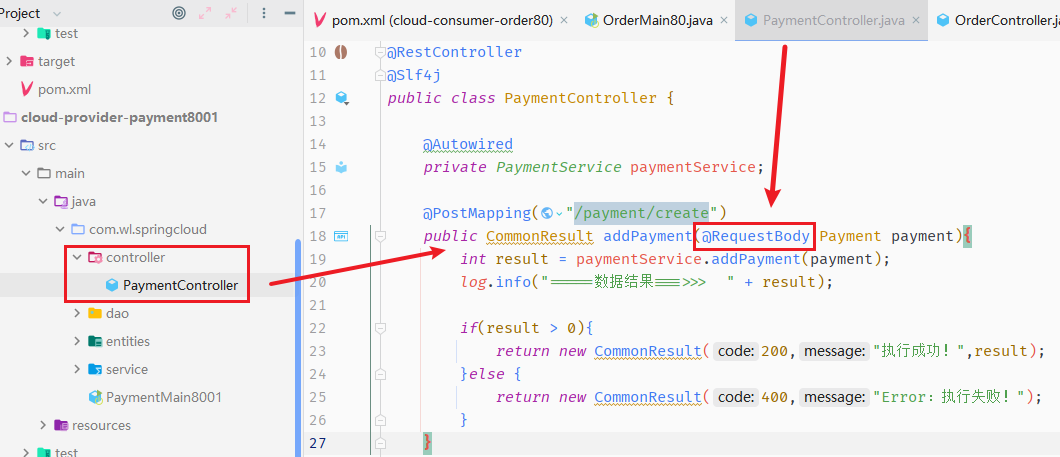 Project
test
target
pom.xml
cloud-provider-payment8001
src
main
java
com.wl.springcloud
controller
PaymentController
dao
entities
service
PaymentMain8001
resources
test
pom.xml (cloud-consumer-order80)
OrderMain80.java
PaymentController.java
OrderController.ja
10 @RestController
11 @Slf4j
12 public class PaymentController {
13
14 @Autowired
15 private PaymentService paymentService;
16
17 @PostMapping("/payment/create")
18 API public CommonResult addPayment(@RequestBody Payment payment){
19 int result = paymentService.addPayment(payment);
20 log.info("=====数据结果===>>> " + result);
21
22 if(result > 0){
23 return new CommonResult( code: 200, message: "执行成功！",result);
24 }else {
25 return new CommonResult( code: 400, message: "Error：执行失败！");
26 }
27 }